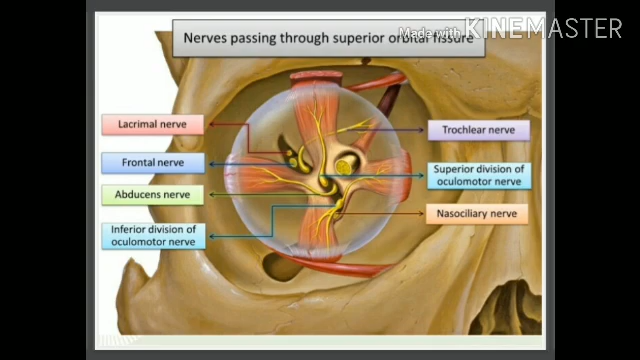 Made with KINEMASTER
Nerves passing through superior orbital fissure
Lacrimal nerve
Frontal nerve
Abducens nerve
Inferior division of
oculomotor nerve
Trochlear nerve
Superior division of
oculomotor nerve
Nasociliary nerve